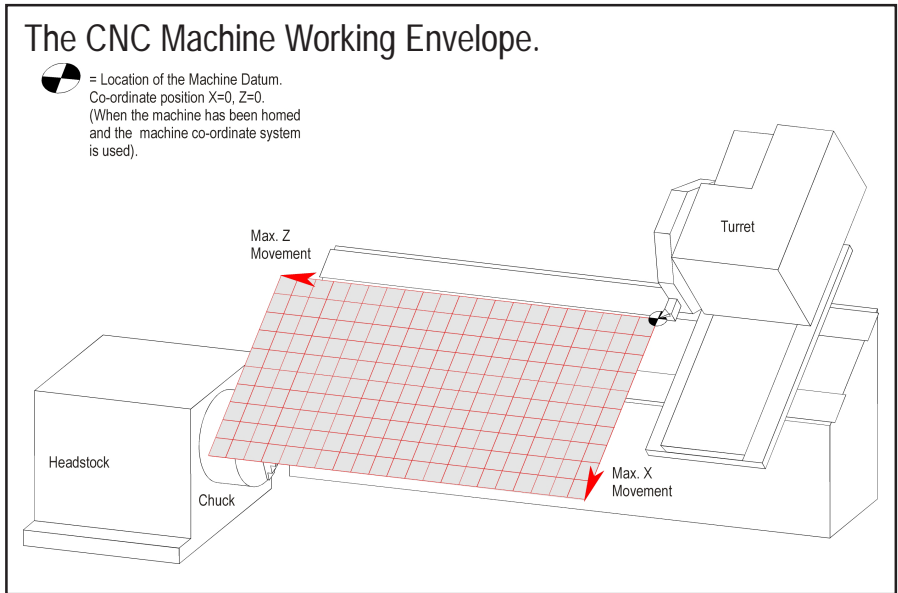 The CNC Machine Working Envelope.
= Location of the Machine Datum.
Co-ordinate position X=0, Z=0.
(When the machine has been homed
and the machine co-ordinate system
is used).
Turret
Max. Z
Movement
Headstock
Chuck
Max. X
Movement